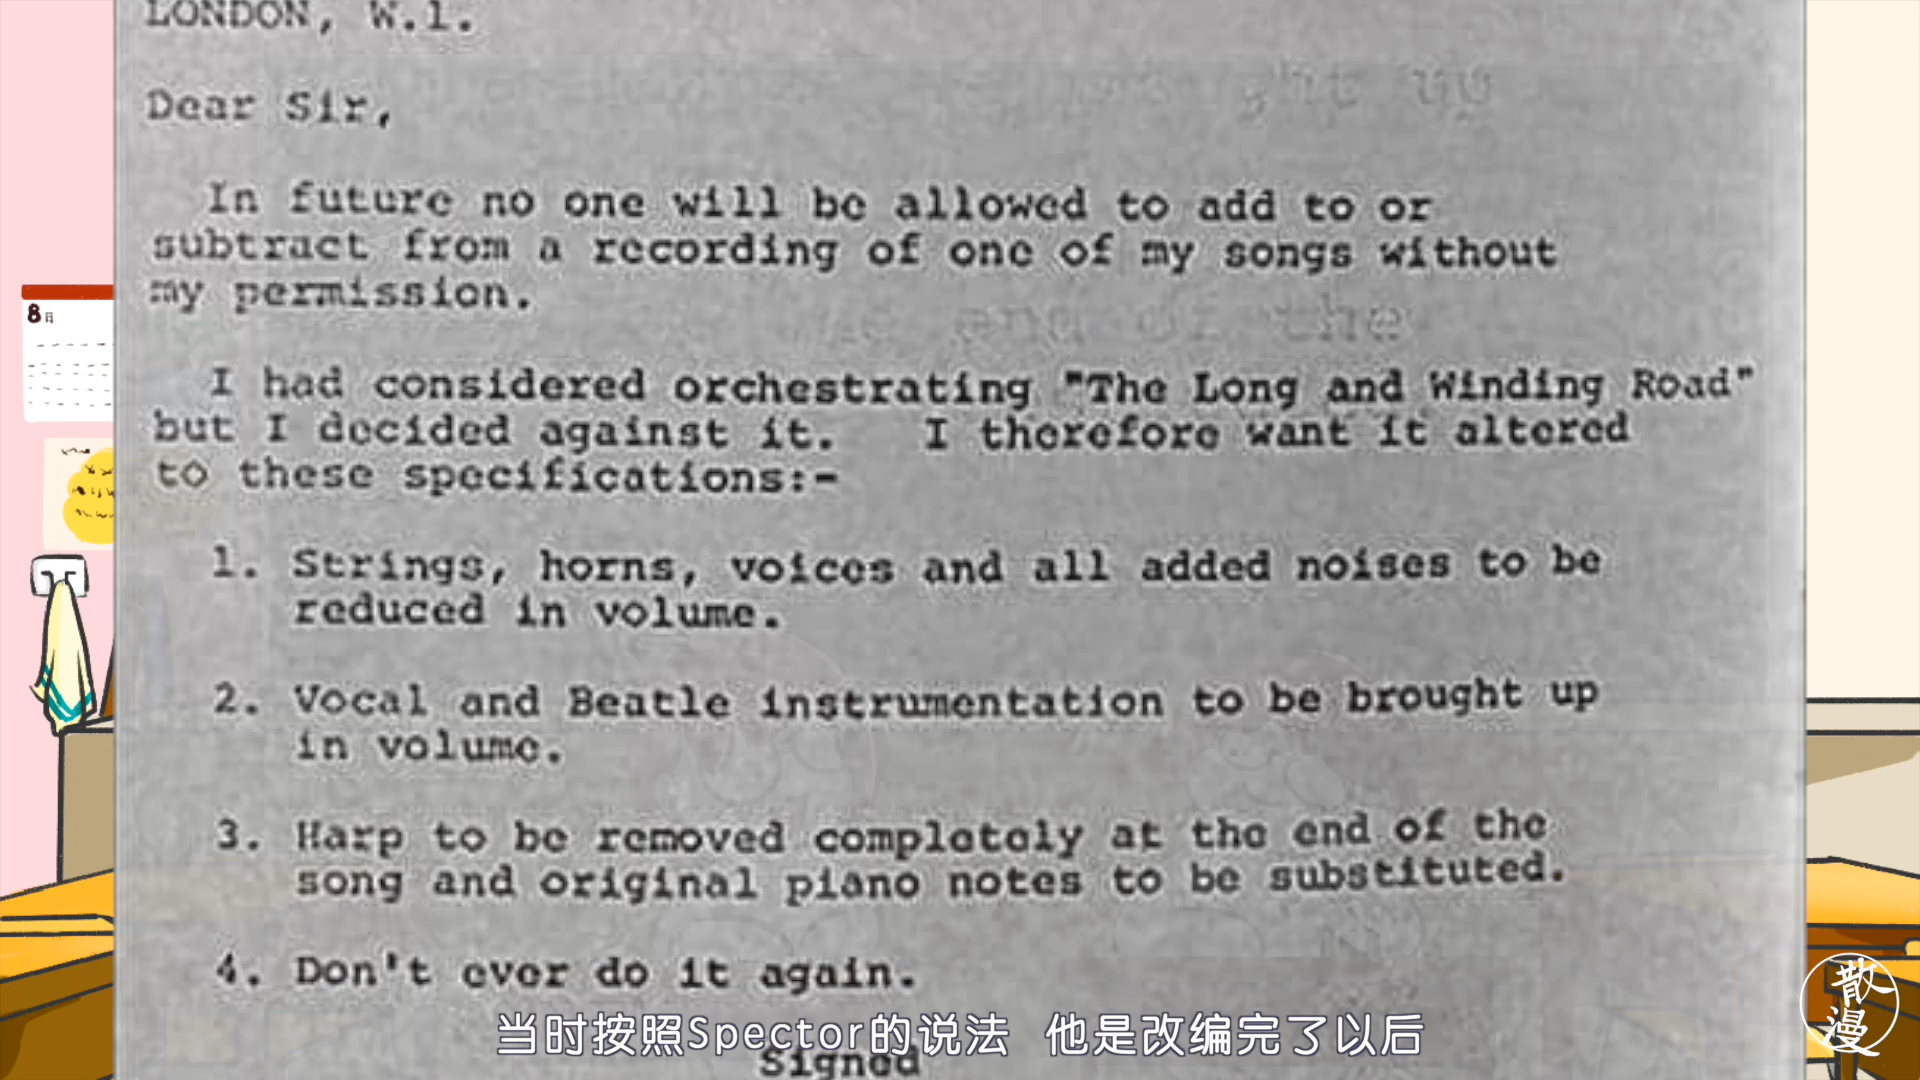 LONDON, W.1.
Dear Sir,
In future no one will be allowed to add to or
subtract from a recording of one of my songs without
my permission.
I had considered orchestrating "The Long and Winding Road"
but I decided against it. I therefore want it altered
to these specifications:-
1. Strings, horns, voices and all added noises to be
reduced in volume.
2. Vocal and Beatle instrumentation to be brought up
in volume.
3. Harp to be removed completely at the end of the
song and original piano notes to be substituted.
4. Don't ever do it again.
Signed
当时按照Spector的说法 他是改编完了以后
8日
散漫